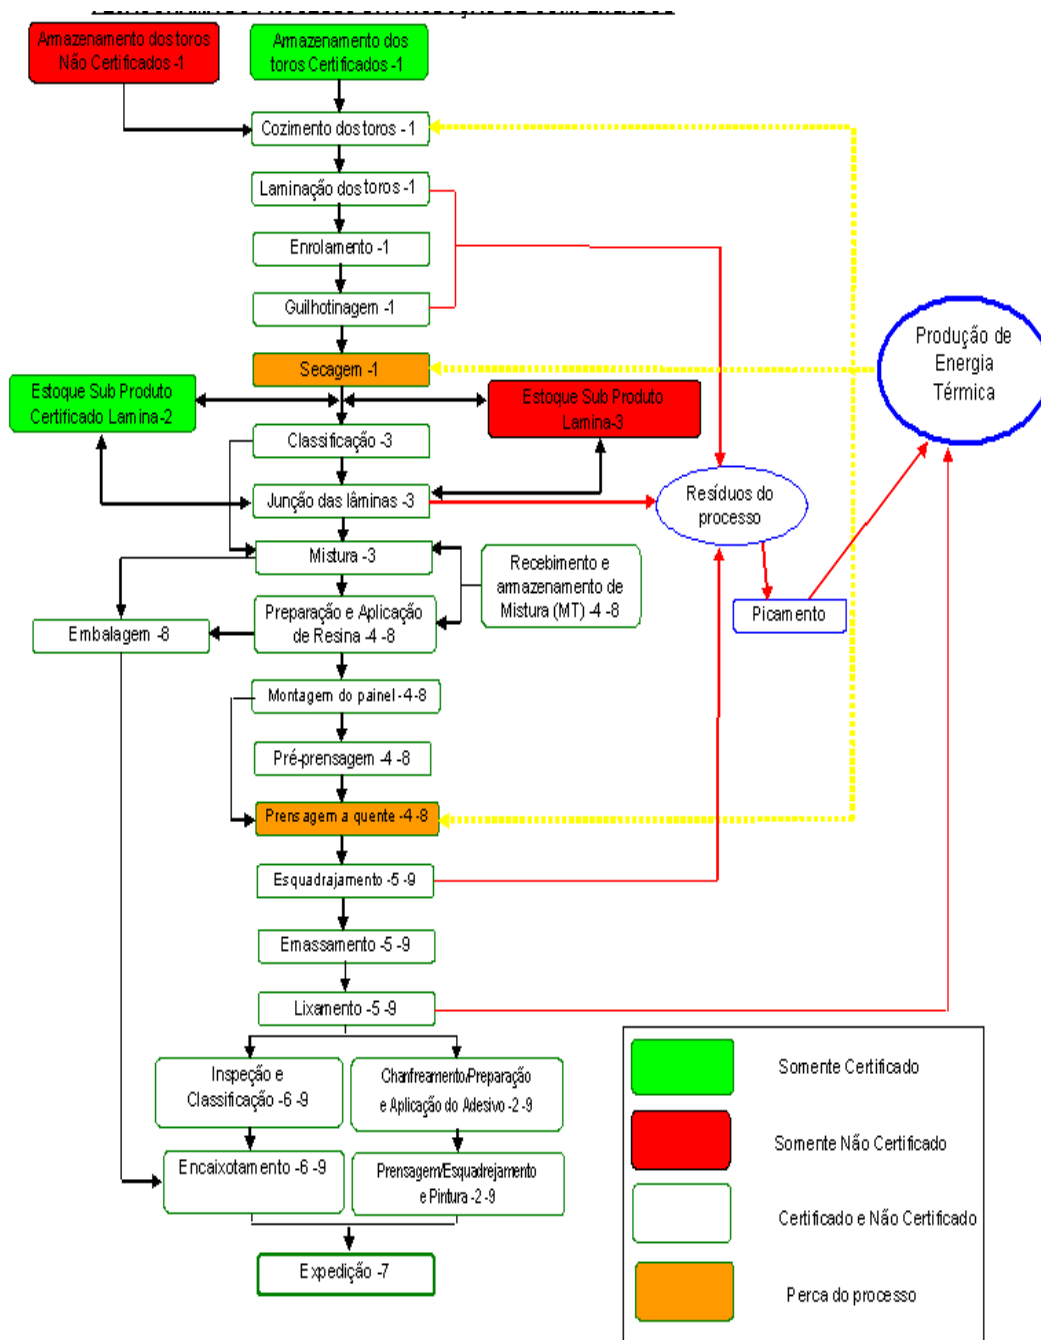 Armazenamento dos toros
Não Certificados -1
Armazenamento dos
toros Certificados -1
Cozimento dos toros - 1
Laminação dos toros -1
Enrolamento -1
Guilhotinagem -1
Secagem -1
Produção de
Energia
Térmica
Estoque Sub Produto
Certificado Lamina-2
Estoque Sub Produto
Lamina-3
Classificação -3
Junção das lâminas -3
Resíduos do
processo
Mistura -3
Recebimento e
armazenamento de
Mistura (MT) -4 -8
Preparação e Aplicação
de Resina -4 -8
Embalagem -8
Picamento
Montagem do painel -4 -8
Pré-prensagem -4 -8
Prensagem a quente -4 -8
Esquadrajamento -5 -9
Emassamento -5 -9
Lixamento -5 -9
Inspeção e
Classificação -6 -9
Chanfreamento/Preparação
e Aplicação do Adesivo -2 -9
Encaixotamento -6 -9
Prensagem/Esquadrejamento
e Pintura -2 -9
Expedição -7
Somente Certificado
Somente Não Certificado
Certificado e Não Certificado
Perca do processo